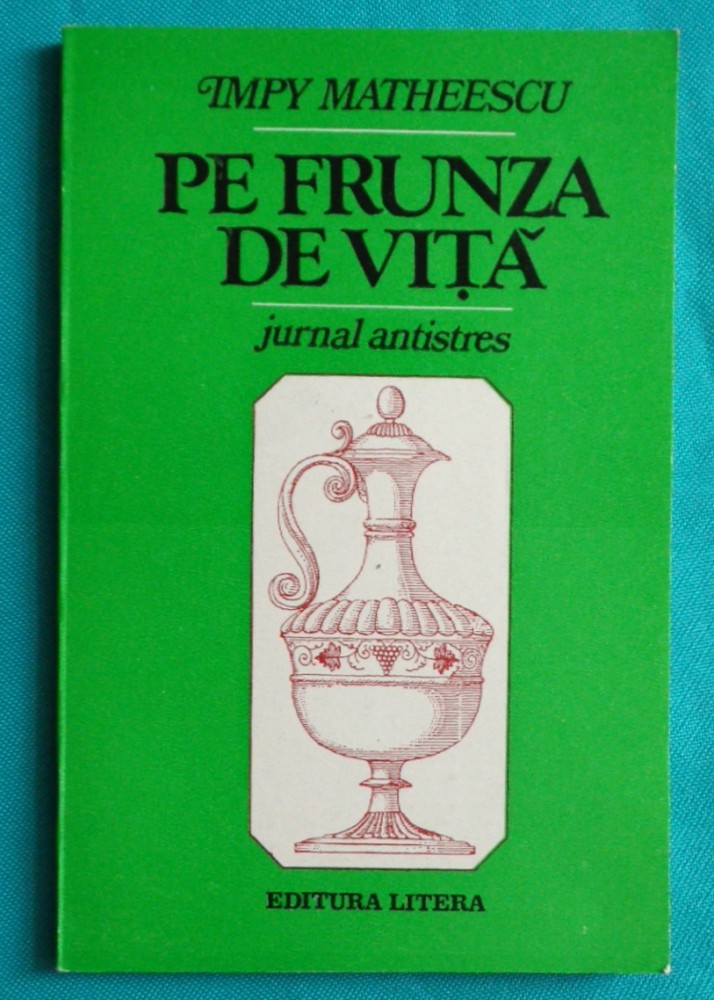 IMPY MATHEESCU
PE FRUNZA
DE VIȚĂ
jurnal antistres
EDITURA LITERA